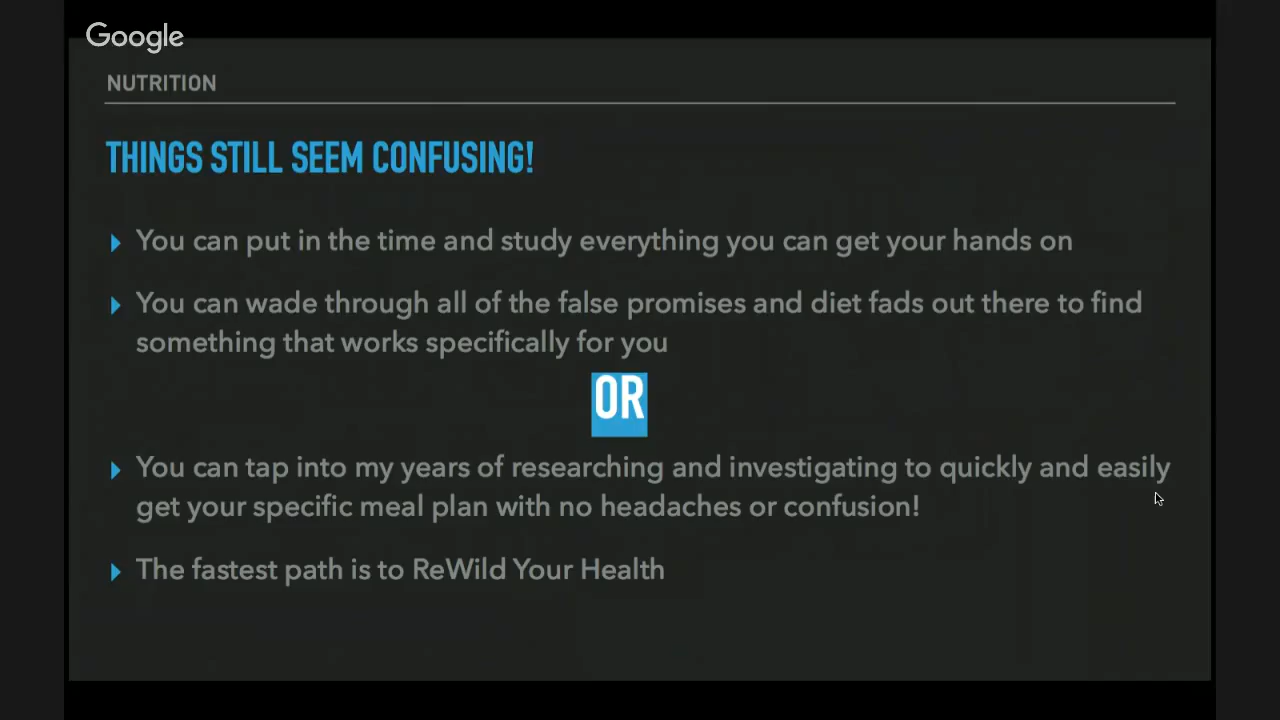 Google
NUTRITION
THINGS STILL SEEM CONFUSING!
You can put in the time and study everything you can get your hands on
You can wade through all of the false promises and diet fads out there to find
something that works specifically for you
OR
You can tap into my years of researching and investigating to quickly and easily
get your specific meal plan with no headaches or confusion!
The fastest path is to ReWild Your Health